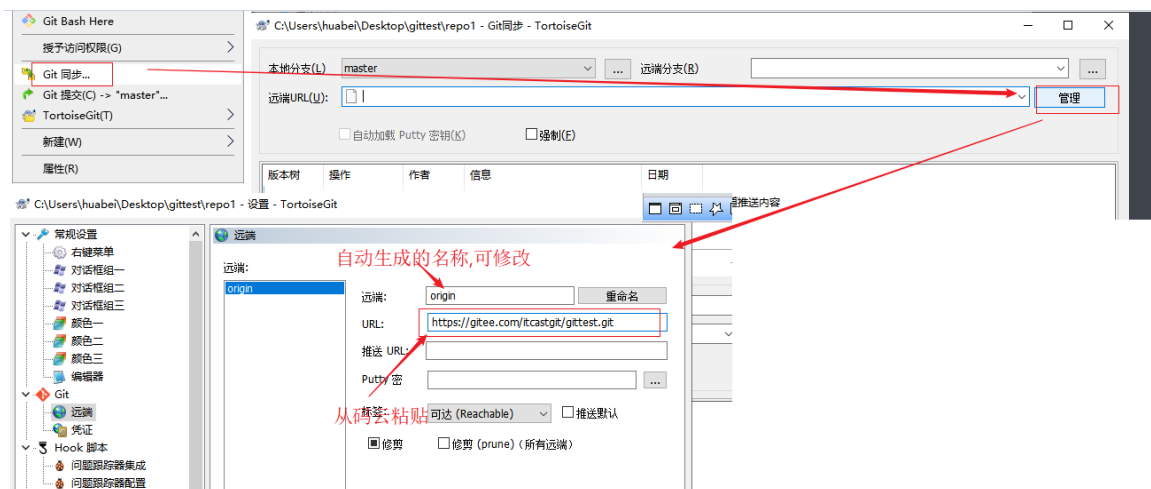 Git Bash Here
授予访问权限(G)
Git 同步...
Git 提交(C) -> "master"...
TortoiseGit(T)
新建(W)
属性(R)
C:\Users\huabei\Desktop\gittest\repo1 - Git同步 - TortoiseGit
本地分支(L) master ... 远端分支(R) ...
远端URL(U): 管理
自动加载 Putty 密钥(K) 强制(F)
版本树 操作 作者 信息 日期
推送内容
C:\Users\huabei\Desktop\gittest\repo1 - 设置 - TortoiseGit
常规设置
右键菜单
对话框组一
对话框组二
对话框组三
颜色一
颜色二
颜色三
编辑器
Git
远端
凭证
Hook 脚本
问题跟踪器集成
问题跟踪器配置
远端
自动生成的名称,可修改
远端:
origin
远端: origin 重命名
URL: https://gitee.com/itcastgit/gittest.git
推送 URL:
Putty 密 ...
从码云粘贴
标签: 可达 (Reachable) 推送默认
修剪 修剪 (prune) (所有远端)